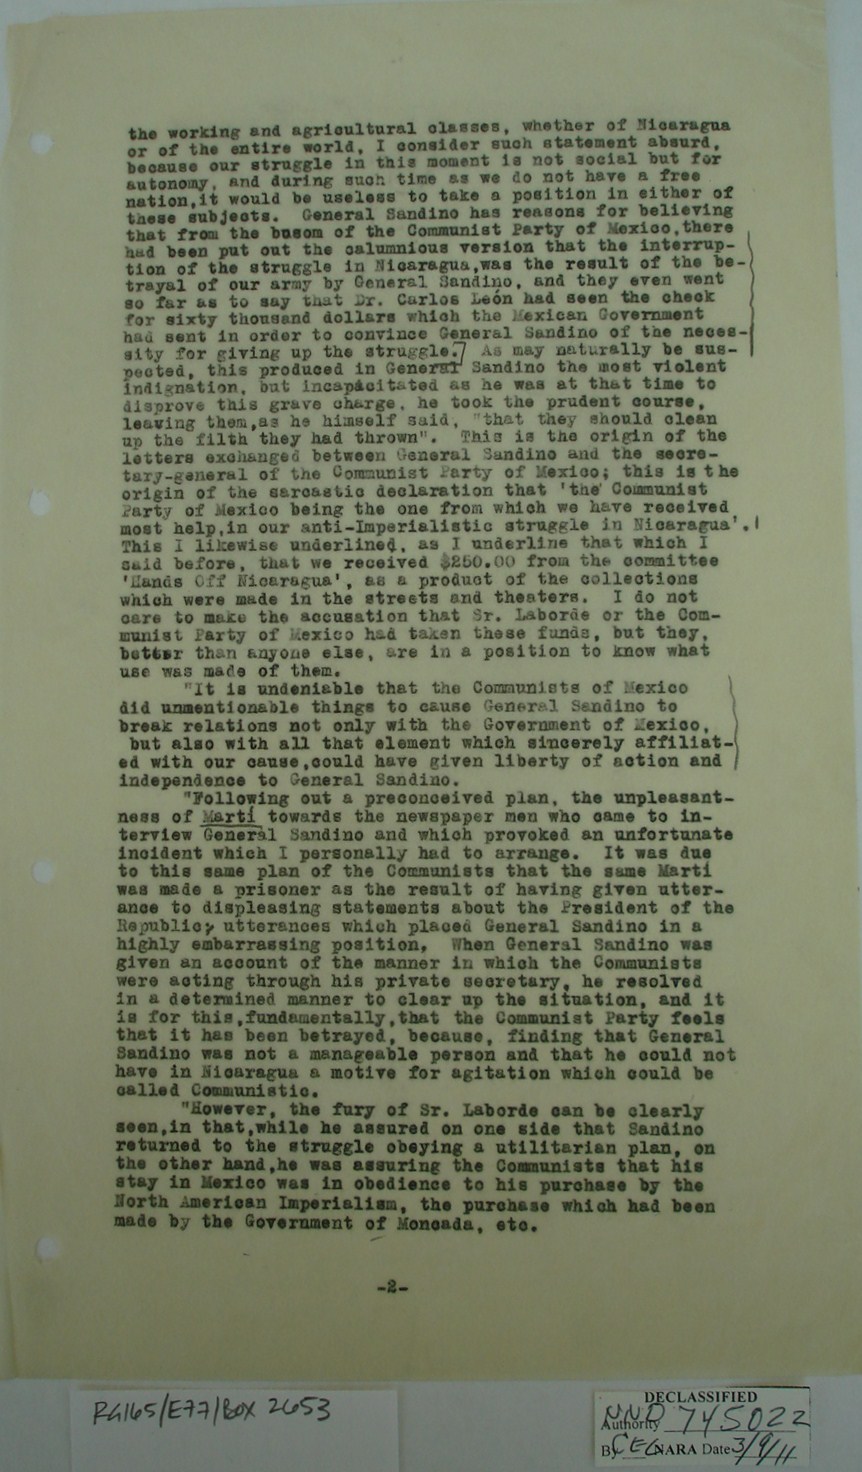 the working and agricultural classes, whether of Nicaragua
or of the entire world, I consider such statement absurd,
because our struggle in this moment is not social but for
autonomy, and during such time as we do not have a free
nation,it would be useless to take a position in either of
these subjects. General Sandino has reasons for believing
that from the busom of the Communist Party of Mexico,there
had been put out the calumnious version that the interrup-
tion of the struggle in Nicaragua,was the result of the be-
trayal of our army by General Sandino, and they even went
so far as to say that Dr. Carlos León had seen the check
for sixty thousand dollars which the Mexican Government
had sent in order to convince General Sandino of the neces-
sity for giving up the struggle. As may naturally be sus-
pected, this produced in General Sandino the most violent
indignation, but incapacitated as he was at that time to
disprove this grave charge, he took the prudent course,
leaving them,as he himself said, "that they should clean
up the filth they had thrown". This is the origin of the
letters exchanged between General Sandino and the secre-
tary-general of the Communist Party of Mexico; this is the
origin of the sarcastic declaration that 'the Communist
Party of Mexico being the one from which we have received
most help,in our anti-Imperialistic struggle in Nicaragua'.
This I likewise underlined, as I underline that which I
said before, that we received $250.00 from the committee
'Hands Off Nicaragua', as a product of the collections
which were made in the streets and theaters. I do not
care to make the accusation that Sr. Laborde or the Com-
munist Party of Mexico had taken these funds, but they,
better than anyone else, are in a position to know what
use was made of them.
"It is undeniable that the Communists of Mexico
did unmentionable things to cause General Sandino to
break relations not only with the Government of Mexico,
but also with all that element which sincerely affiliat-
ed with our cause,could have given liberty of action and
independence to General Sandino.
"Following out a preconceived plan, the unpleasant-
ness of Marti towards the newspaper men who came to in-
terview General Sandino and which provoked an unfortunate
incident which I personally had to arrange. It was due
to this same plan of the Communists that the same Marti
was made a prisoner as the result of having given utter-
ance to displeasing statements about the President of the
Republic, utterances which placed General Sandino in a
highly embarrassing position, When General Sandino was
given an account of the manner in which the Communists
were acting through his private secretary, he resolved
in a determined manner to clear up the situation, and it
is for this,fundamentally,that the Communist Party feels
that it has been betrayed, because, finding that General
Sandino was not a manageable person and that he could not
have in Nicaragua a motive for agitation which could be
called Communistic.
"However, the fury of Sr. Laborde can be clearly
seen,in that,while he assured on one side that Sandino
returned to the struggle obeying a utilitarian plan, on
the other hand,he was assuring the Communists that his
stay in Mexico was in obedience to his purchase by the
North American Imperialism, the purchase which had been
made by the Government of Moncada, etc.
-2-
RG165/E77/BOX 2653
DECLASSIFIED
Authority NND 745022
By CEG NARA Date 3/9/11